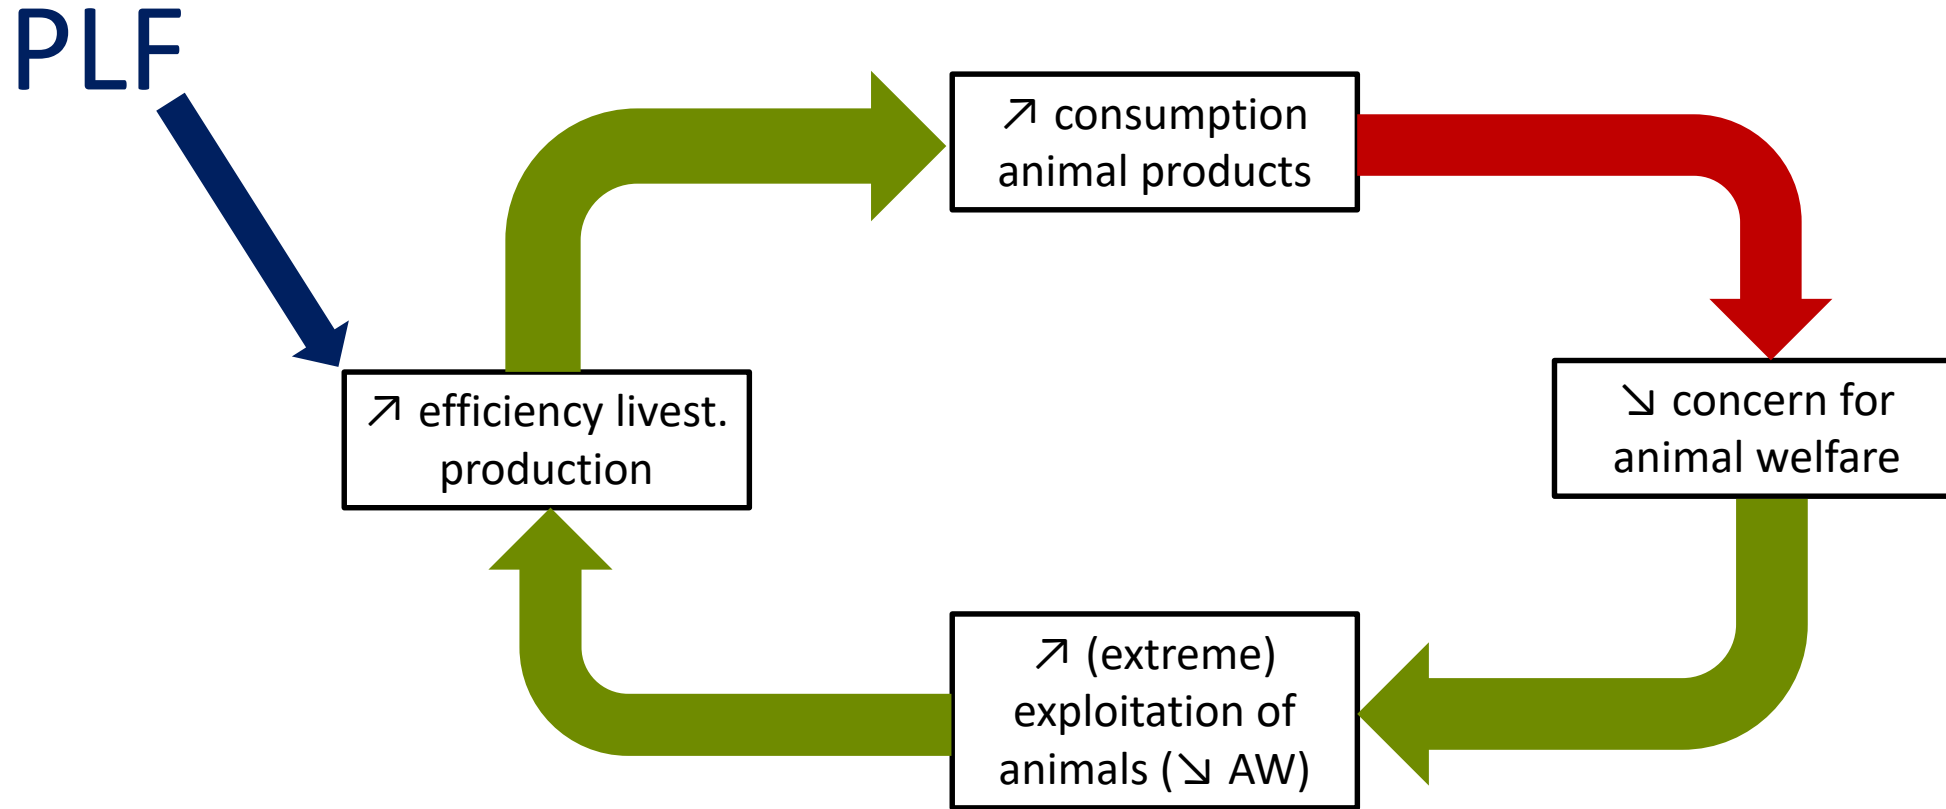 PLF
↗ consumption
animal products
↘ concern for
animal welfare
↗ (extreme)
exploitation of
animals (↘ AW)
↗ efficiency livest.
production